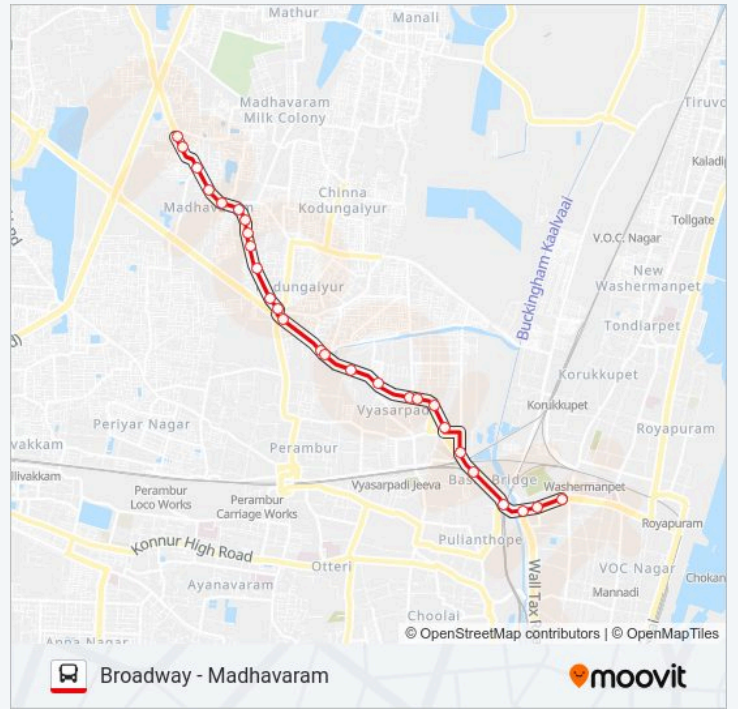 Mathur
Manali
Madhavaram
Milk Colony
Tiruvo
Chinna
Kodungaiyur
Kaladi
Madhavaram
Tollgate
Buckingham Kaalvaai
V.O.C. Nagar
New
Washermanpet
dungaiyur
Tondiarpet
Korukkupet
Korukkupet
Vyasarpad
Periyar Nagar
Royapuram
vakkam
Perambur
illivakkam
Vyasarpadi Jeeva
Bas Bridge
Washermanpet
Perambur
Loco Works
Perambur
Carriage Works
Royapuram
Konnur High Road
Pulianthope
Otteri
VOC Nagar
Wall Tax R
Chokan
Ayanavaram
Mannadi
Choolai
Anna Nagar
© OpenStreetMap contributors | © OpenMapTiles
Broadway - Madhavaram
moovit